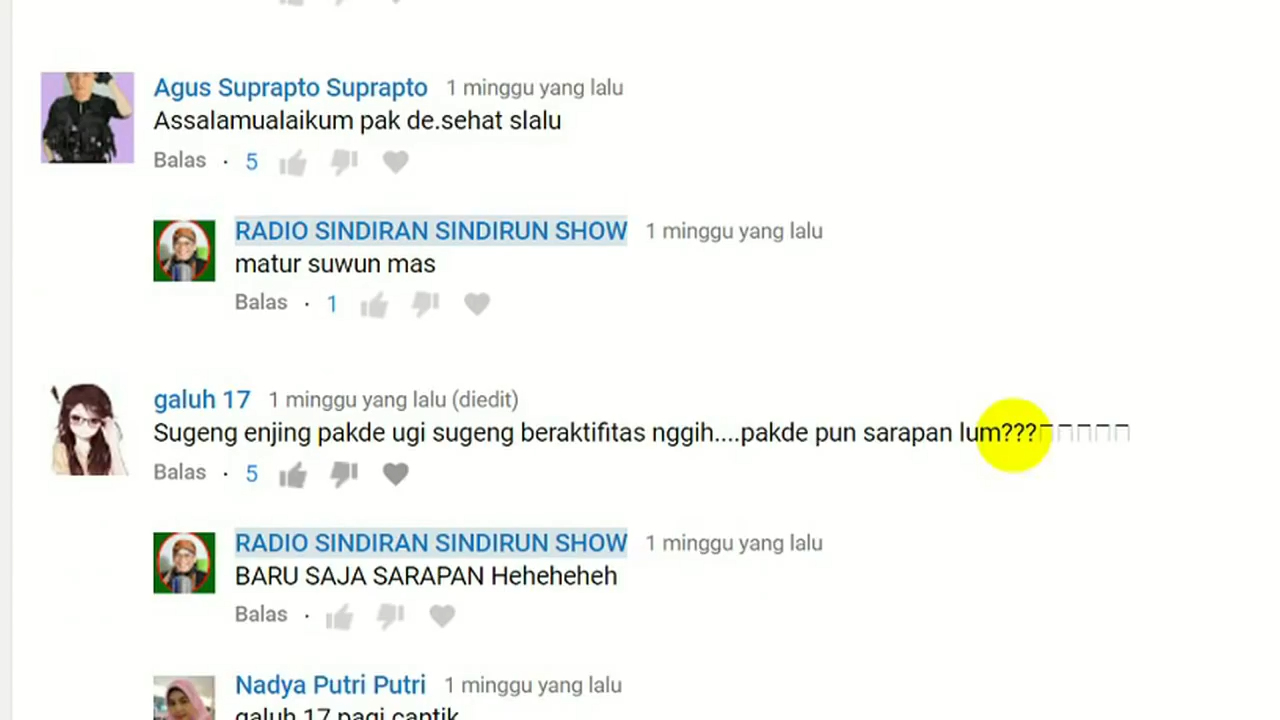 Agus Suprapto Suprapto 1 minggu yang lalu
Assalamualaikum pak de.sehat slalu
Balas · 5
RADIO SINDIRAN SINDIRUN SHOW 1 minggu yang lalu
matur suwun mas
Balas · 1
galuh 17 1 minggu yang lalu (diedit)
Sugeng enjing pakde ugi sugeng beraktifitas nggih....pakde pun sarapan lum???
Balas · 5
RADIO SINDIRAN SINDIRUN SHOW 1 minggu yang lalu
BARU SAJA SARAPAN Heheheheh
Balas ·
Nadya Putri Putri 1 minggu yang lalu
galuh 17 pagi cantik